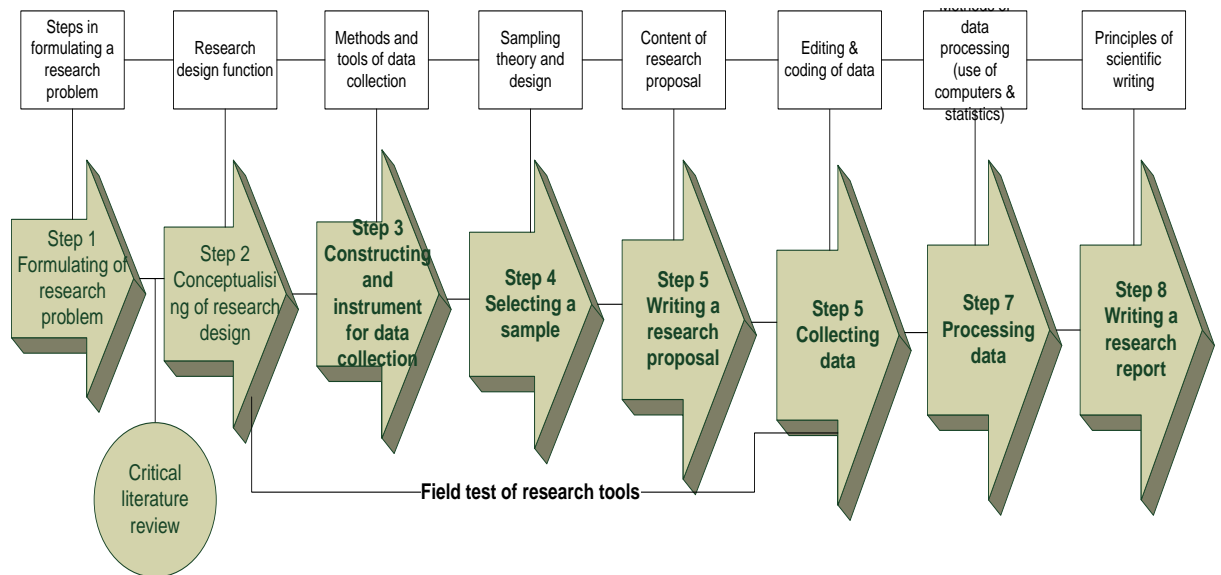 Steps in
formulating a
research
problem
Research
design function
Methods and
tools of data
collection
Sampling
theory and
design
Content of
research
proposal
Editing &
coding of data
Methods of
data
processing
(use of
computers &
statistics)
Principles of
scientific
writing
Step 1
Formulating of
research
problem
Step 2
Conceptualisi
ng of research
design
Step 3
Constructing
and
instrument
for data
collection
Step 4
Selecting a
sample
Step 5
Writing a
research
proposal
Step 5
Collecting
data
Step 7
Processing
data
Step 8
Writing a
research
report
Critical
literature
review
Field test of research tools